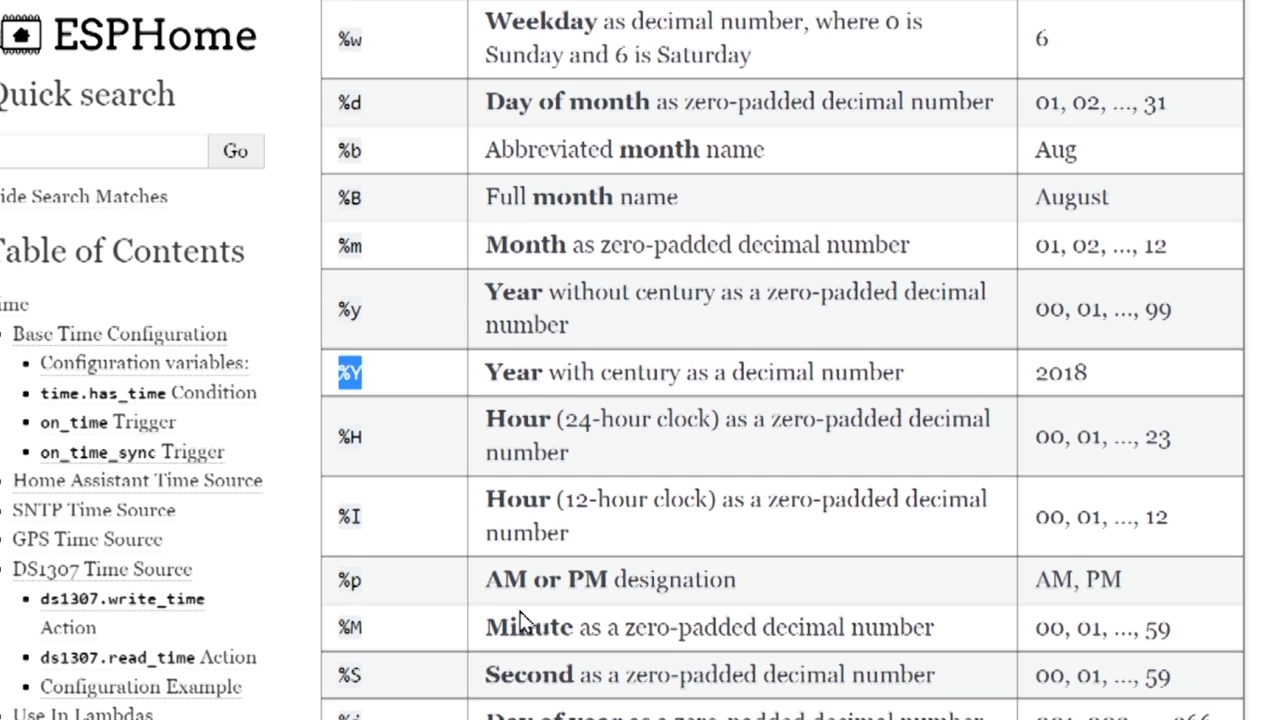 ESPHome
Quick search
Go
ide Search Matches
Table of Contents
ime
Base Time Configuration
Configuration variables:
time.has_time Condition
on_time Trigger
on_time_sync Trigger
Home Assistant Time Source
SNTP Time Source
GPS Time Source
DS1307 Time Source
ds1307.write_time
Action
ds1307.read_time Action
Configuration Example
Use In Lambdas
%w
Weekday as decimal number, where 0 is
Sunday and 6 is Saturday
6
%d
Day of month as zero-padded decimal number
01, 02, ..., 31
%b
Abbreviated month name
Aug
%B
Full month name
August
%m
Month as zero-padded decimal number
01, 02, ..., 12
%y
Year without century as a zero-padded decimal
number
00, 01, ..., 99
%Y
Year with century as a decimal number
2018
%H
Hour (24-hour clock) as a zero-padded decimal
number
00, 01, ..., 23
%I
Hour (12-hour clock) as a zero-padded decimal
number
00, 01, ..., 12
%p
AM or PM designation
AM, PM
%M
Minute as a zero-padded decimal number
00, 01, ..., 59
%S
Second as a zero-padded decimal number
00, 01, ..., 59
Day of year as a zero-padded decimal number